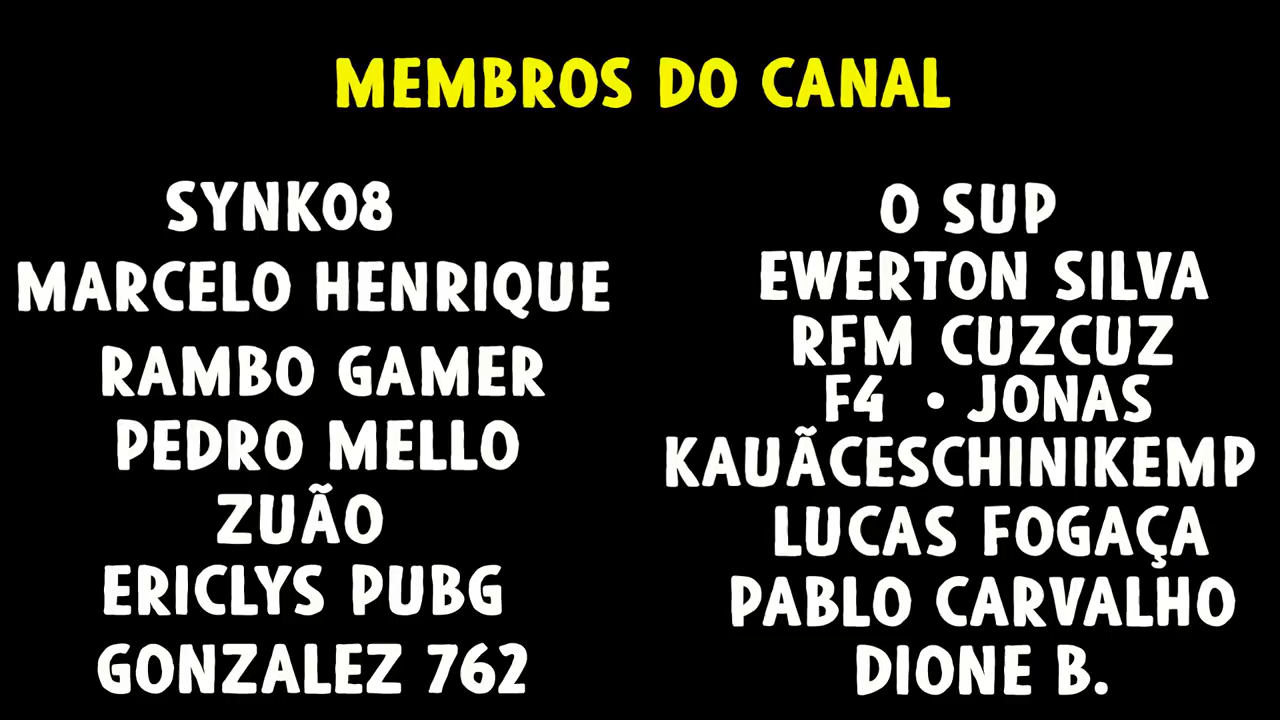 MEMBROS DO CANAL
SYNK08
MARCELO HENRIQUE
RAMBO GAMER
PEDRO MELLO
ZUÃO
ERICLYS PUBG
GONZALEZ 762
O SUP
EWERTON SILVA
RFM CUZCUZ
F4 • JONAS
KAUÃCESCHINIKEMP
LUCAS FOGAÇA
PABLO CARVALHO
DIONE B.